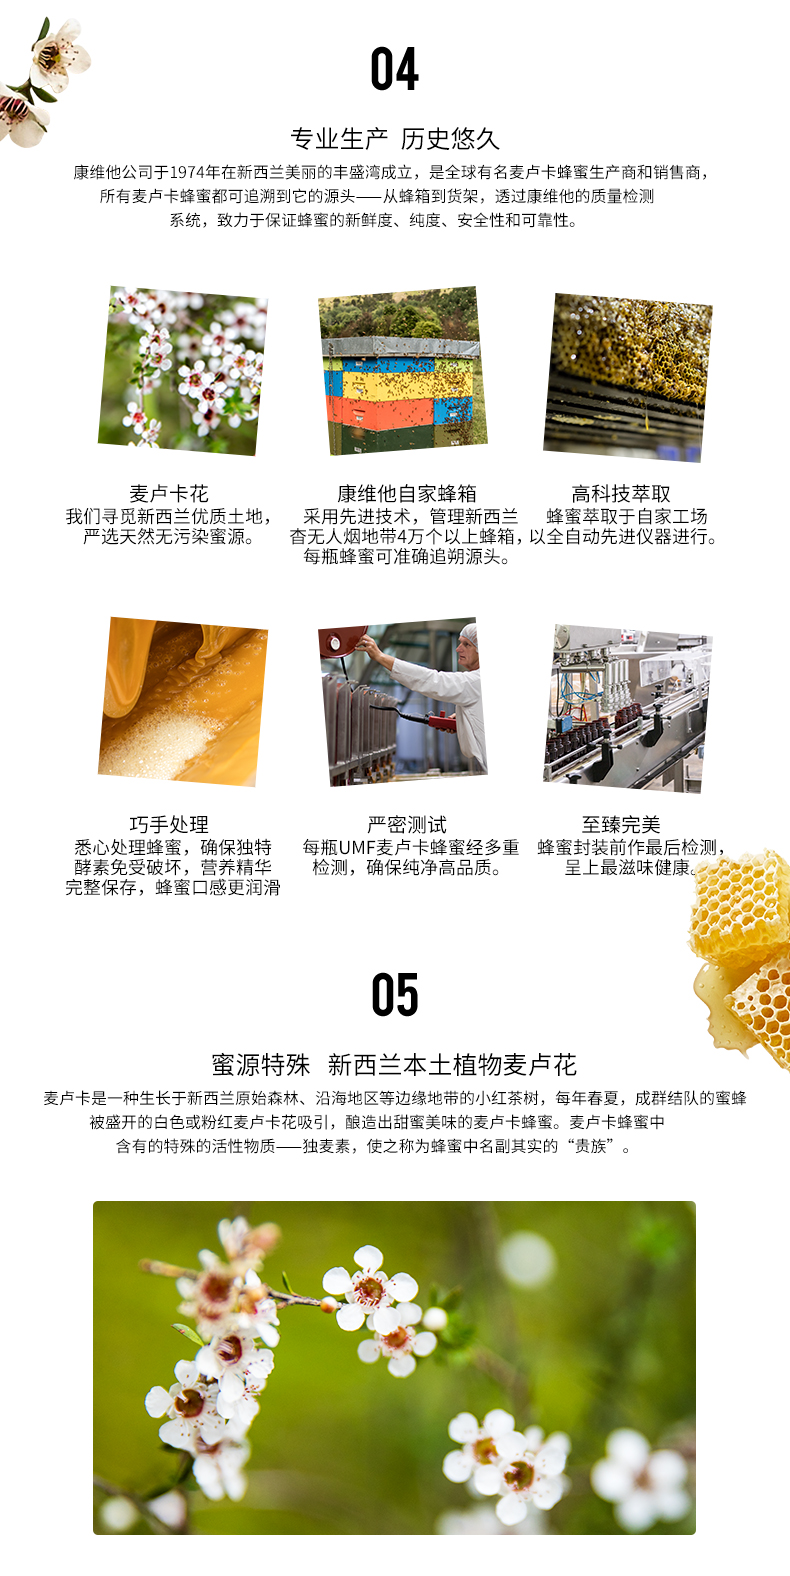 04
专业生产 历史悠久
康维他公司于1974年在新西兰美丽的丰盛湾成立，是全球有名麦卢卡蜂蜜生产商和销售商，
所有麦卢卡蜂蜜都可追溯到它的源头——从蜂箱到货架，透过康维他的质量检测
系统，致力于保证蜂蜜的新鲜度、纯度、安全性和可靠性。
麦卢卡花
我们寻觅新西兰优质土地，
严选天然无污染蜜源。
康维他自家蜂箱
采用先进技术，管理新西兰
杳无人烟地带4万个以上蜂箱，
每瓶蜂蜜可准确追朔源头。
高科技萃取
蜂蜜萃取于自家工场
以全自动先进仪器进行。
巧手处理
悉心处理蜂蜜，确保独特
酵素免受破坏，营养精华
完整保存，蜂蜜口感更润滑
严密测试
每瓶UMF麦卢卡蜂蜜经多重
检测，确保纯净高品质。
至臻完美
蜂蜜封装前作最后检测，
呈上最滋味健康。
05
蜜源特殊 新西兰本土植物麦卢花
麦卢卡是一种生长于新西兰原始森林、沿海地区等边缘地带的小红茶树，每年春夏，成群结队的蜜蜂
被盛开的白色或粉红麦卢卡花吸引，酿造出甜蜜美味的麦卢卡蜂蜜。麦卢卡蜂蜜中
含有的特殊的活性物质——独麦素，使之称为蜂蜜中名副其实的“贵族”。